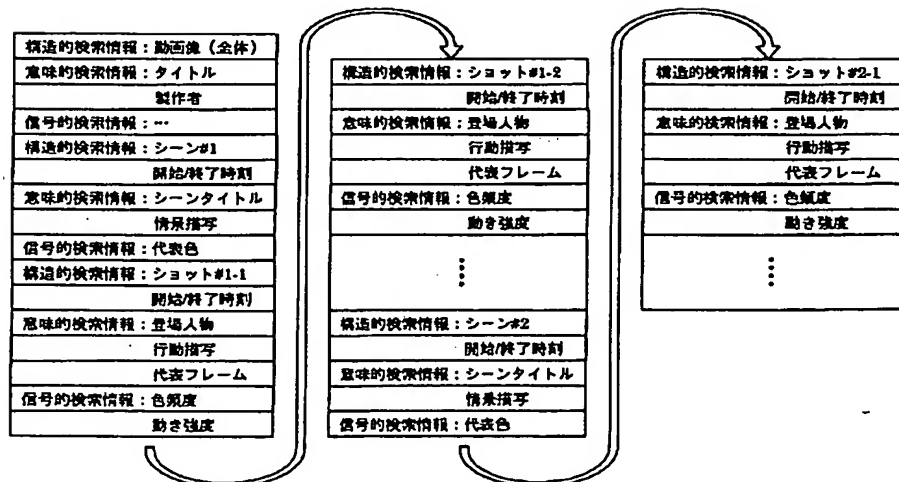 構造的検索情報：動画像（全体）
意味的検索情報：タイトル
製作者
信号的検索情報：…
構造的検索情報：シーン#1
開始/終了時刻
意味的検索情報：シーンタイトル
情景描写
信号的検索情報：代表色
構造的検索情報：ショット#1-1
開始/終了時刻
意味的検索情報：登場人物
行動描写
代表フレーム
信号的検索情報：色頻度
動き強度
構造的検索情報：ショット#1-2
開始/終了時刻
意味的検索情報：登場人物
行動描写
代表フレーム
信号的検索情報：色頻度
動き強度
構造的検索情報：シーン#2
開始/終了時刻
意味的検索情報：シーンタイトル
情景描写
信号的検索情報：代表色
構造的検索情報：ショット#2-1
開始/終了時刻
意味的検索情報：登場人物
行動描写
代表フレーム
信号的検索情報：色頻度
動き強度